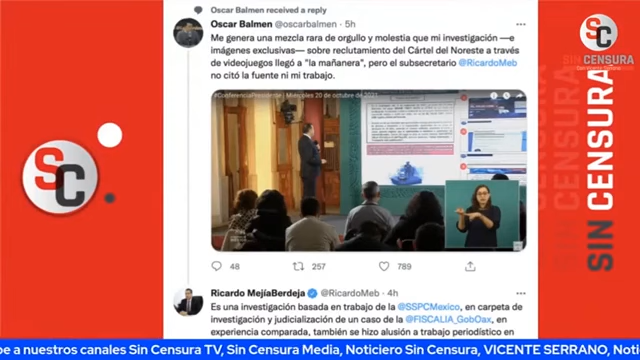 Oscar Balmen received a reply
Oscar Balmen @oscarbalmen · 5h
Me genera una mezcla rara de orgullo y molestia que mi investigación —e
imágenes exclusivas— sobre reclutamiento del Cártel del Noreste a través
de videojuegos llegó a "la mañanera", pero el subsecretario @RicardoMeb
no citó la fuente ni mi trabajo.
#ConferenciaPresidente | Miércoles 20 de octubre de 2021
48 257 789
Ricardo MejíaBerdeja @RicardoMeb · 4h
Es una investigación basada en trabajo de la @SSPCMexico, en carpeta de
investigación y judicialización de un caso de la @FISCALIA_GobOax, en
experiencia comparada, también se hizo alusión a trabajo periodístico en
SC
SC
SIN CENSURA
SIN CENSURA
be a nuestros canales Sin Censura TV, Sin Censura Media, Noticiero Sin Censura, VICENTE SERRANO, Not